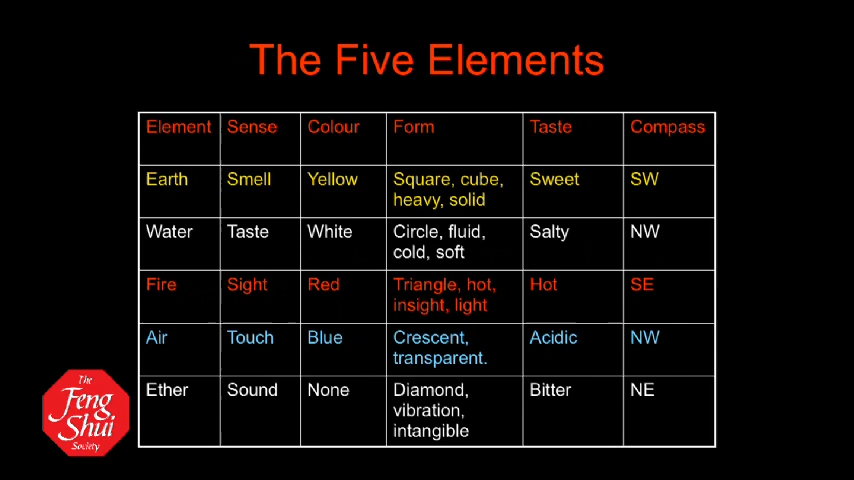 The Five Elements
Element Sense Colour Form Taste Compass
Earth Smell Yellow Square, cube, Sweet SW
heavy, solid
Water Taste White Circle, fluid, Salty NW
cold, soft
Fire Sight Red Triangle, hot, Hot SE
insight, light
Air Touch Blue Crescent, Acidic NW
transparent.
Ether Sound None Diamond, Bitter NE
vibration,
intangible
The
Feng
Shui
Society